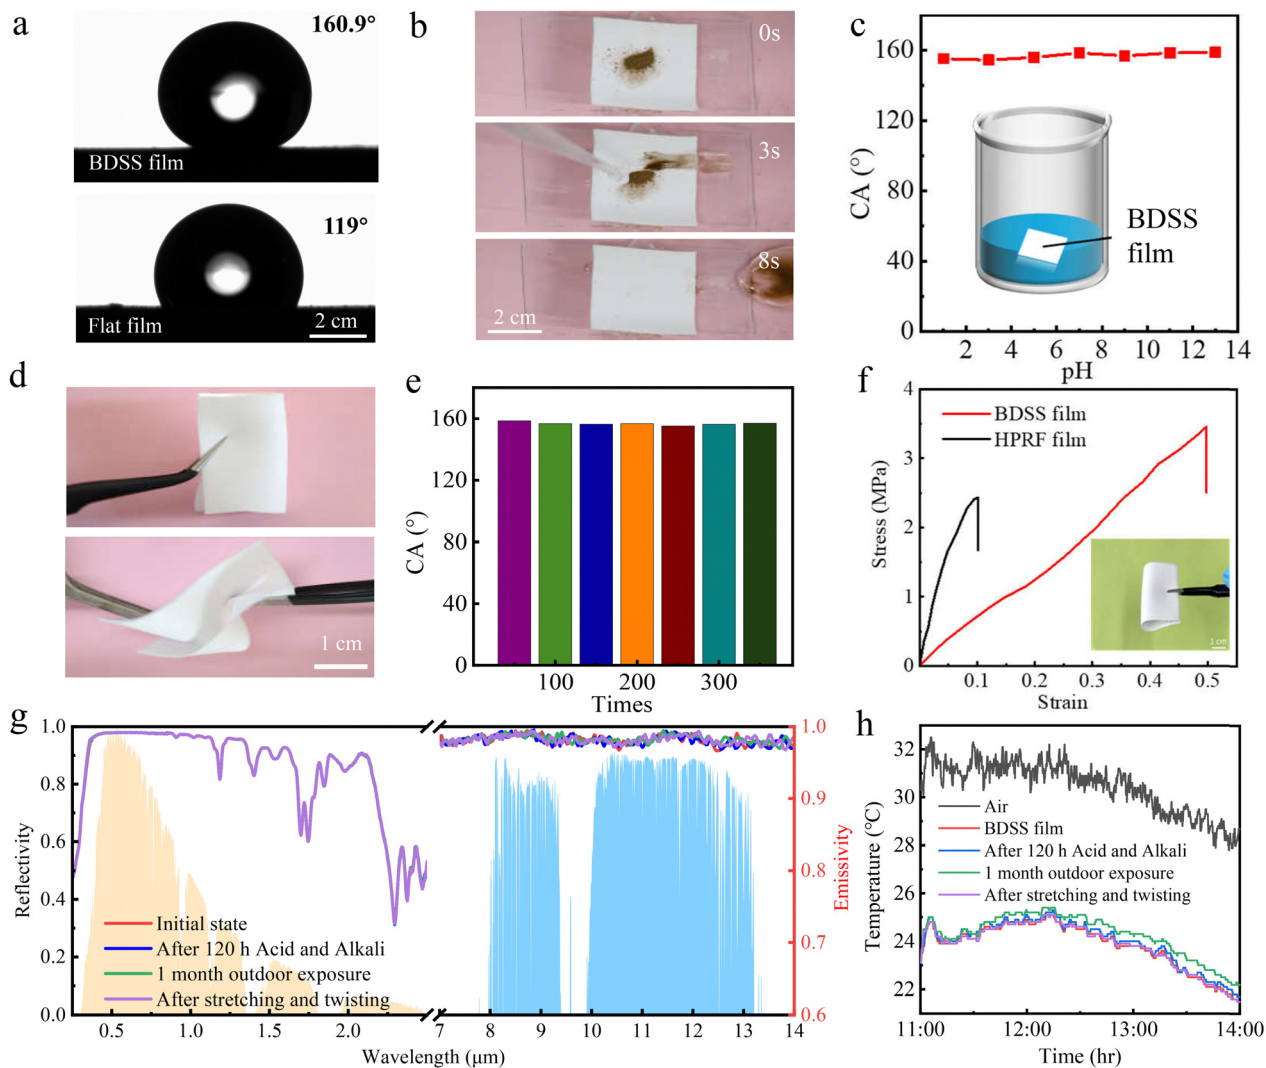 a
160.9°
BDSS film
119°
Flat film
2 cm
b
0s
3s
8s
2 cm
c
160
120
80
40
0
CA (°)
BDSS
film
2 4 6 8 10 12 14
pH
d
1 cm
e
160
120
80
40
0
CA (°)
100 200 300
Times
f
4
3
2
1
0
Stress (MPa)
BDSS film
HPRF film
1 cm
0.1 0.2 0.3 0.4 0.5
Strain
g
1.0
0.8
0.6
0.4
0.2
0.0
Reflectivity
Initial state
After 120 h Acid and Alkali
1 month outdoor exposure
After stretching and twisting
1.0
0.9
0.8
0.7
0.6
Emissivity
0.5 1.0 1.5 2.0 7 8 9 10 11 12 13 14
Wavelength (μm)
h
32
30
28
26
24
22
Temperature (°C)
Air
BDSS film
After 120 h Acid and Alkali
1 month outdoor exposure
After stretching and twisting
11:00 12:00 13:00 14:00
Time (hr)